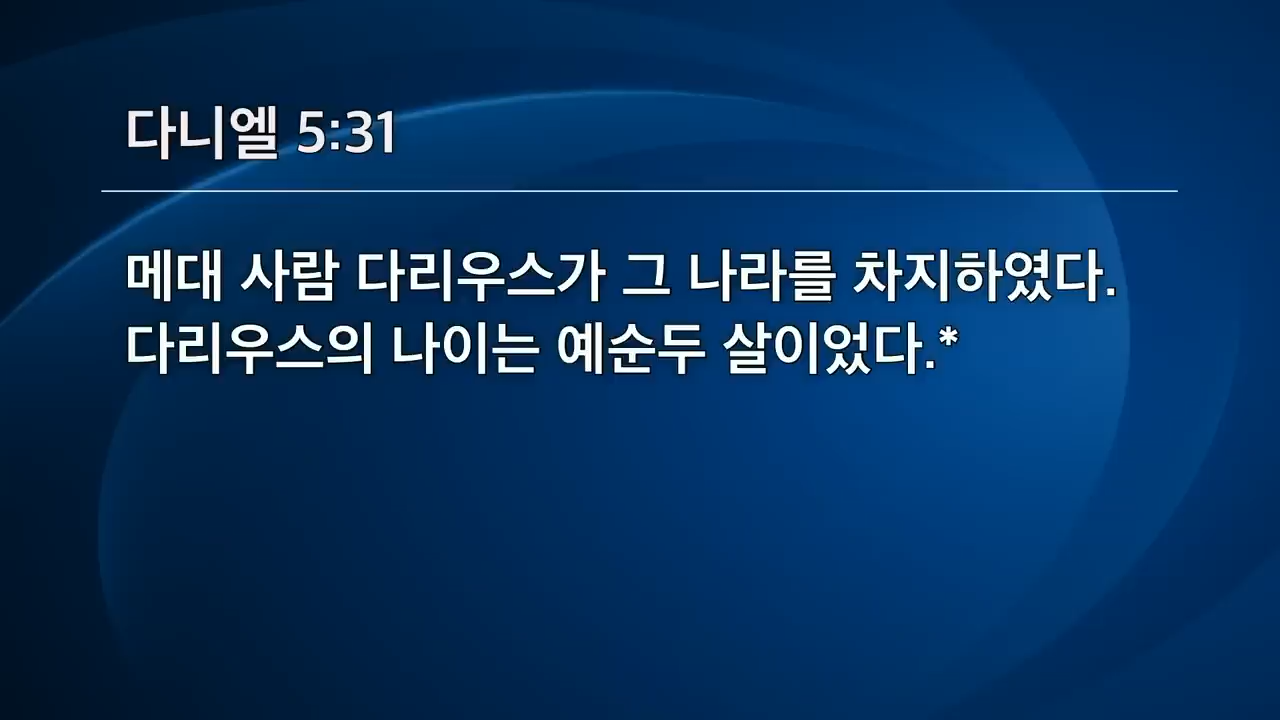 다니엘 5:31
메대 사람 다리우스가 그 나라를 차지하였다.
다리우스의 나이는 예순두 살이었다.*